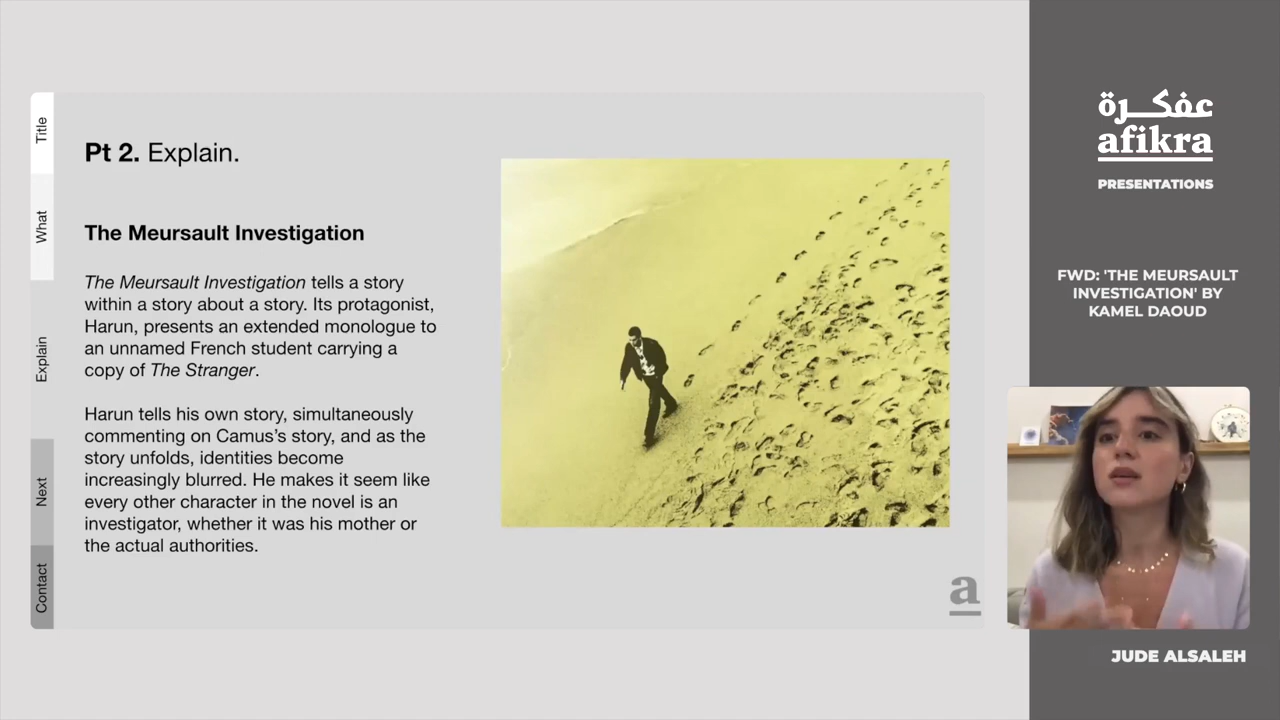 Title
What
Explain
Next
Contact
Pt 2. Explain.
The Meursault Investigation
The Meursault Investigation tells a story
within a story about a story. Its protagonist,
Harun, presents an extended monologue to
an unnamed French student carrying a
copy of The Stranger.
Harun tells his own story, simultaneously
commenting on Camus's story, and as the
story unfolds, identities become
increasingly blurred. He makes it seem like
every other character in the novel is an
investigator, whether it was his mother or
the actual authorities.
a
عفكرة
afikra
PRESENTATIONS
FWD: 'THE MEURSAULT
INVESTIGATION' BY
KAMEL DAOUD
JUDE ALSALEH